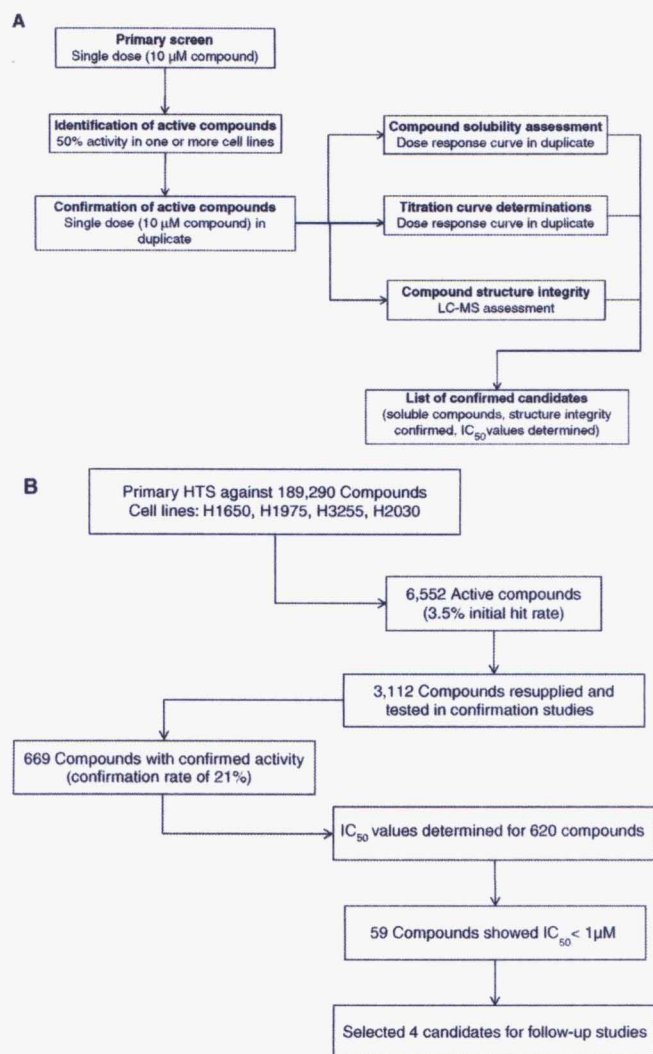 A
Primary screen
Single dose (10 µM compound)
Identification of active compounds
50% activity in one or more cell lines
Confirmation of active compounds
Single dose (10 µM compound) in
duplicate
Compound solubility assessment
Dose response curve in duplicate
Titration curve determinations
Dose response curve in duplicate
Compound structure integrity
LC-MS assessment
List of confirmed candidates
(soluble compounds, structure integrity
confirmed, IC50 values determined)
B
Primary HTS against 189,290 Compounds
Cell lines: H1650, H1975, H3255, H2030
6,552 Active compounds
(3.5% initial hit rate)
3,112 Compounds resupplied and
tested in confirmation studies
669 Compounds with confirmed activity
(confirmation rate of 21%)
IC50 values determined for 620 compounds
59 Compounds showed IC50 < 1µM
Selected 4 candidates for follow-up studies